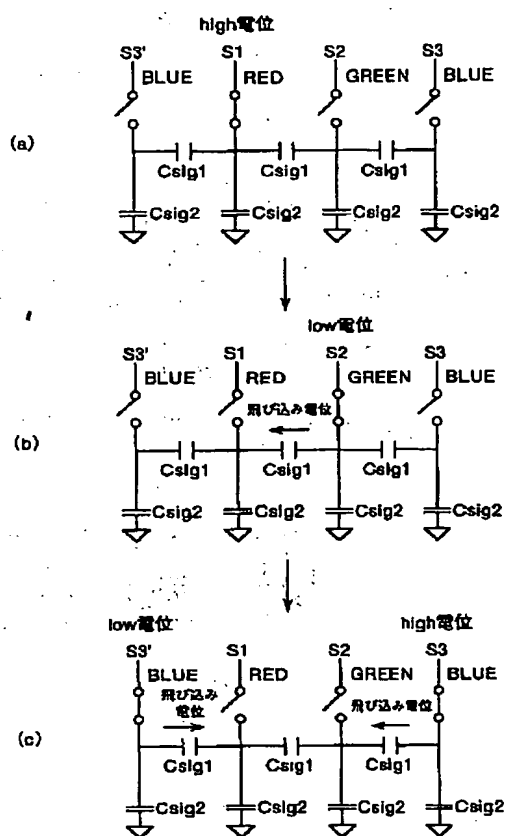 high電位
S3' S1 S2 S3
BLUE RED GREEN BLUE
(a)
Csig1 Csig1 Csig1
Csig2 Csig2 Csig2 Csig2
low電位
S3' S1 S2 S3
BLUE RED GREEN BLUE
飛び込み電位
(b)
Csig1 Csig1 Csig1
Csig2 Csig2 Csig2 Csig2
low電位 high電位
S3' S1 S2 S3
BLUE RED GREEN BLUE
飛び込み 飛び込み電位
電位
(c)
Csig1 Csig1 Csig1
Csig2 Csig2 Csig2 Csig2